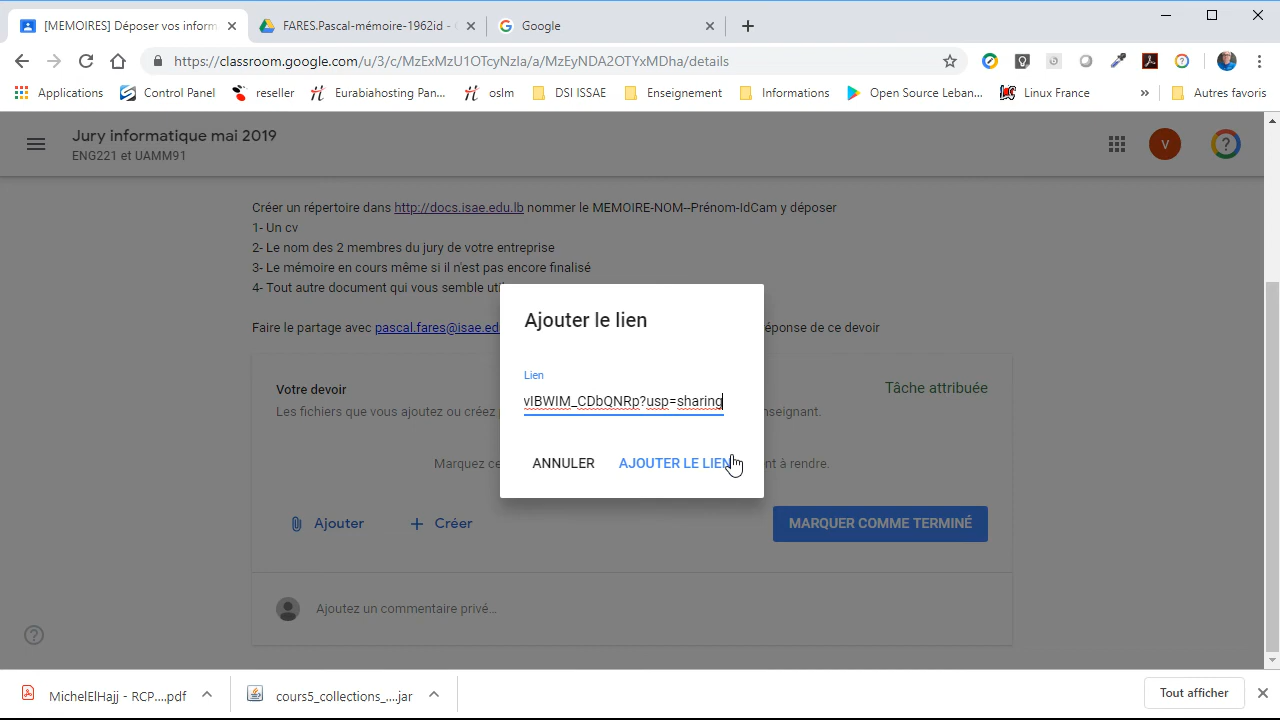 [MEMOIRES] Déposer vos inform
FARES.Pascal-mémoire-1962id -
Google
https://classroom.google.com/u/3/c/MzExMzU1OTcyNzla/a/MzEyNDA2OTYxMDha/details
Applications
Control Panel
reseller
Eurabiahosting Pan...
oslm
DSI ISSAE
Enseignement
Informations
Open Source Leban...
Linux France
»
Autres favoris
Jury informatique mai 2019
ENG221 et UAMM91
V
?
Créer un répertoire dans http://docs.isae.edu.lb nommer le MEMOIRE-NOM--Prénom-IdCam y déposer
1- Un cv
2- Le nom des 2 membres du jury de votre entreprise
3- Le mémoire en cours même si il n'est pas encore finalisé
4- Tout autre document qui vous semble uti
Faire le partage avec pascal.fares@isae.ed
éponse de ce devoir
Ajouter le lien
Lien
vIBWIM_CDbQNRp?usp=sharing
ANNULER
AJOUTER LE LIEN
Votre devoir
Tâche attribuée
Les fichiers que vous ajoutez ou créez
nseignant.
Marquez ce
nt à rendre.
Ajouter
Créer
MARQUER COMME TERMINÉ
Ajoutez un commentaire privé...
?
MichelElHajj - RCP....pdf
cours5_collections_....jar
Tout afficher